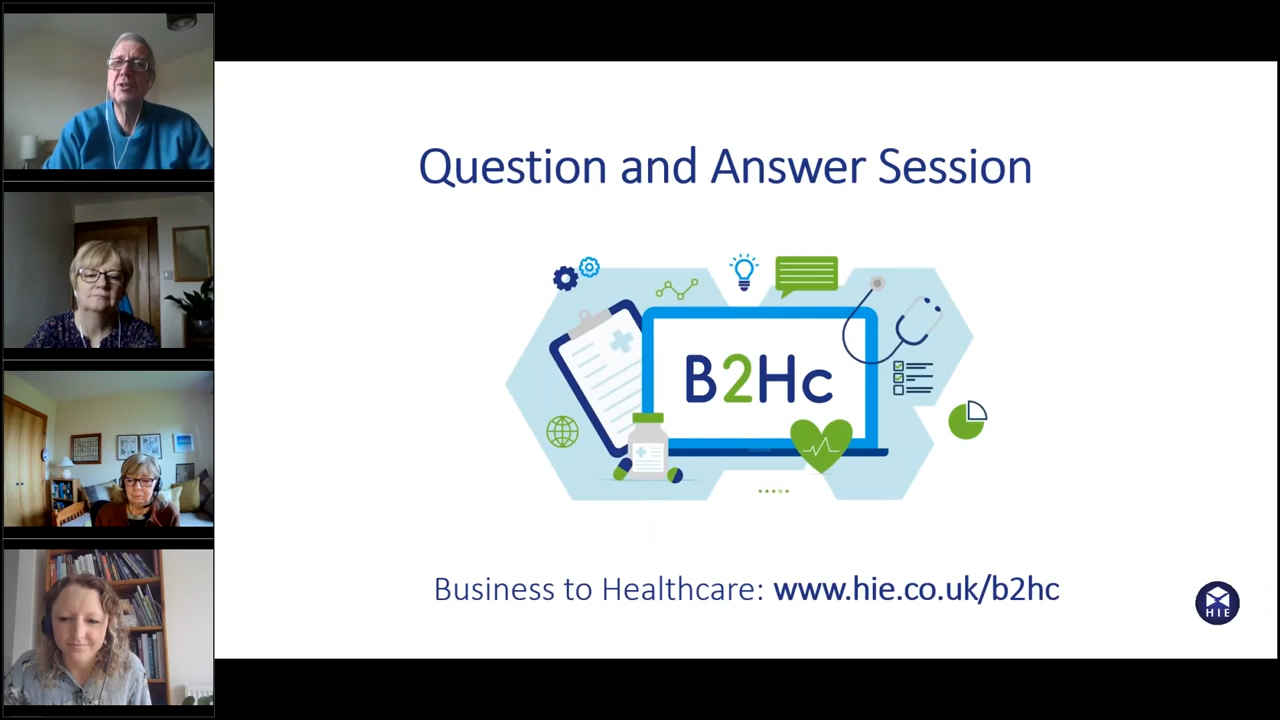 Question and Answer Session
B2Hc
Business to Healthcare: www.hie.co.uk/b2hc
HIE